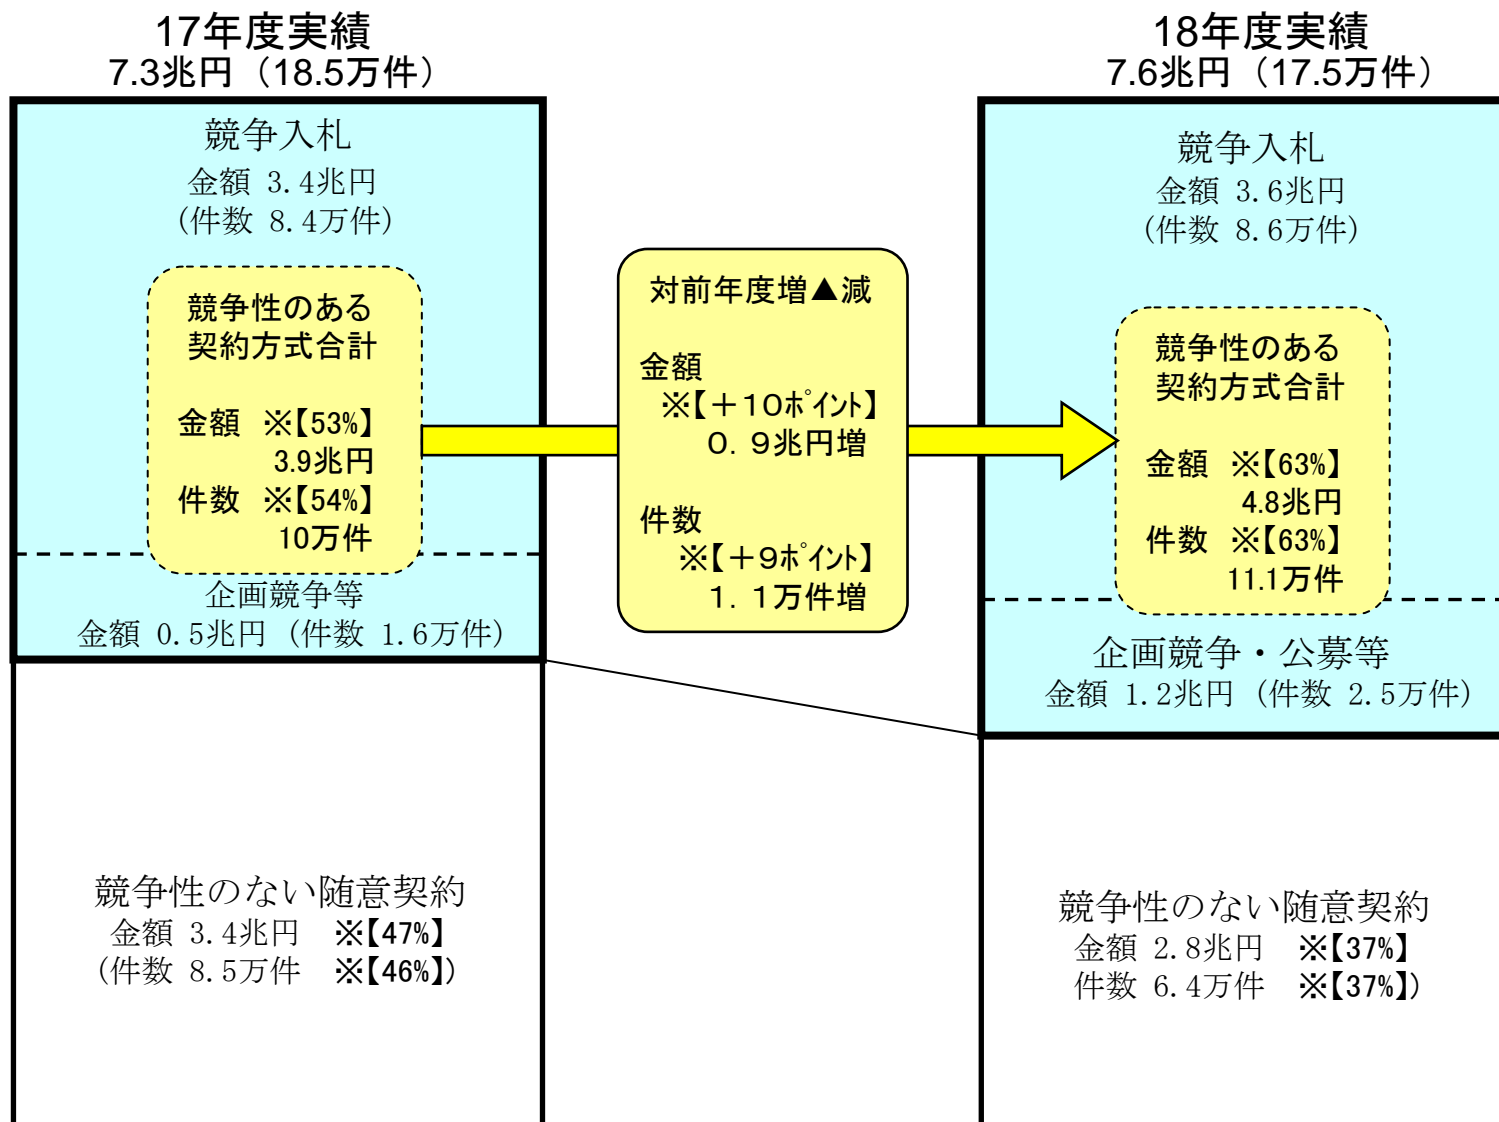 17年度実績
7.3兆円（18.5万件）
競争入札
金額 3.4兆円
(件数 8.4万件)
競争性のある
契約方式合計
金額 ※【53%】
3.9兆円
件数 ※【54%】
10万件
企画競争等
金額 0.5兆円 (件数 1.6万件)
競争性のない随意契約
金額 3.4兆円 ※【47%】
(件数 8.5万件 ※【46%】)
対前年度増▲減
金額
※【＋１０ﾎﾟｲﾝﾄ】
０．９兆円増
件数
※【＋９ﾎﾟｲﾝﾄ】
１．１万件増
18年度実績
7.6兆円（17.5万件）
競争入札
金額 3.6兆円
(件数 8.6万件)
競争性のある
契約方式合計
金額 ※【63%】
4.8兆円
件数 ※【63%】
11.1万件
企画競争・公募等
金額 1.2兆円 (件数 2.5万件)
競争性のない随意契約
金額 2.8兆円 ※【37%】
件数 6.4万件 ※【37%】)